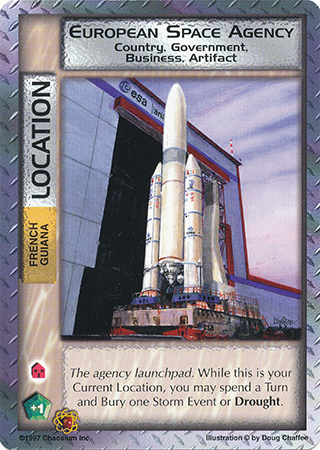 EUROPEAN SPACE AGENCY
Country, Government,
Business, Artifact
LOCATION
FRENCH
GUIANA
esa
The agency launchpad. While this is your
Current Location, you may spend a Turn
and Bury one Storm Event or Drought.
+1
©1997 Chaosium Inc.
Illustration © by Doug Chaffee